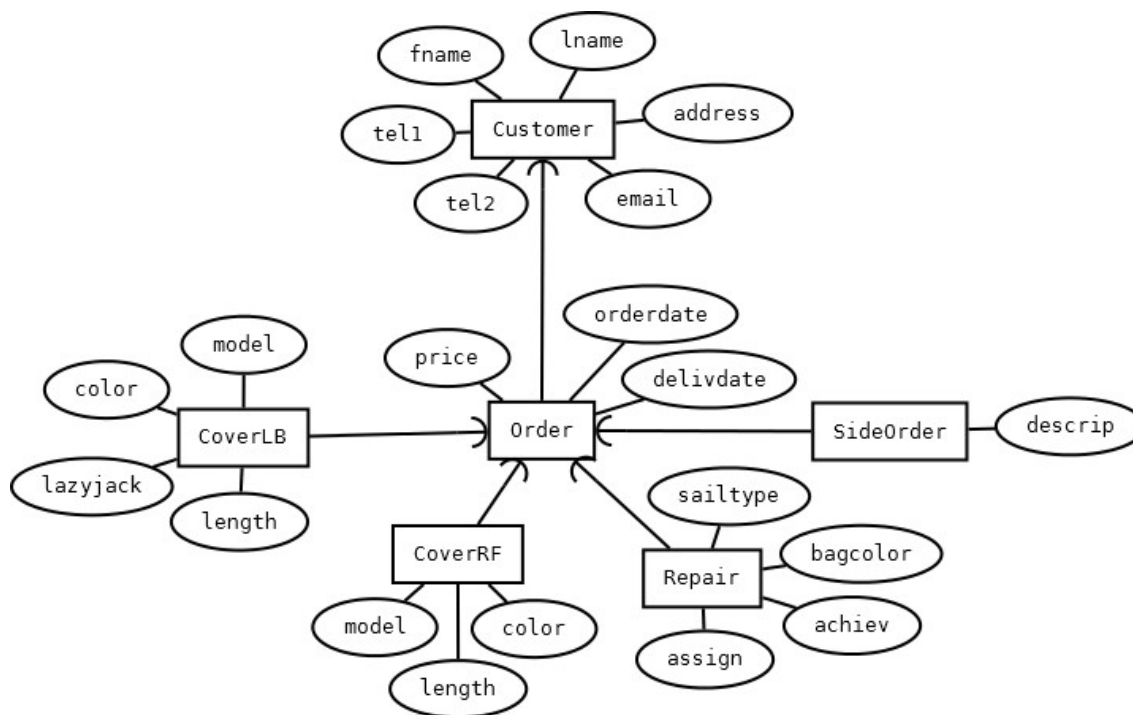 lname
fname
address
Customer
tel1
email
tel2
orderdate
model
price
delivdate
color
CoverLB
Order
SideOrder
descrip
lazyjack
sailtype
length
CoverRF
bagcolor
Repair
model
color
achiev
assign
length